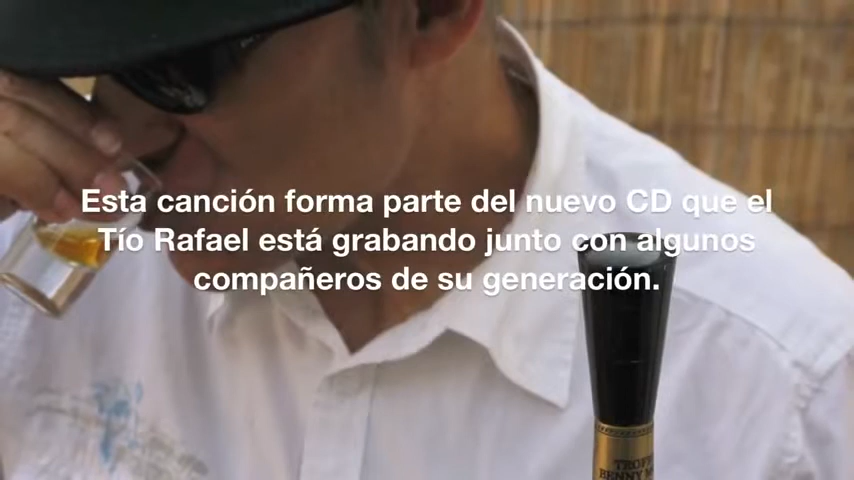 Esta canción forma parte del nuevo CD que el
Tío Rafael está grabando junto con algunos
compañeros de su generación.
BENNY